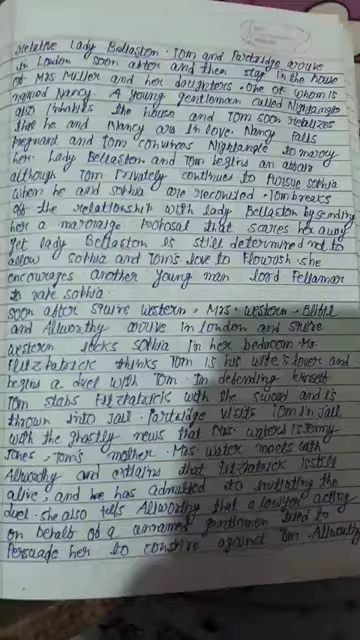 relative Lady Bellaston. Tom and Partridge arrive
in London soon after and then stay in the house
of Mrs Miller and her daughters. one of whom is
named Nancy. A young gentleman called Nightangle
also inhabits the house and Tom soon realizes
that he and Nancy are in love. Nancy falls
pregnant and Tom convinces Nightangle to marry
her. Lady Bellaston and Tom begins an affair
although Tom Privately continues to Pursue sophia
when he and sophia are reconciled. Tom breaks
off the relationship with lady Bellaston by sending
her a marriage Proposal that scares her away
yet lady Bellaston is still determined not to
allow Sophia and Tom's love to Flourish. she
encourages another young man lord Fellamar
to rape sophia.
soon after squire western, Mrs. western, Blifil
and Allworthy arrive in london and squire
western locks Sophia in her bedroom. Mr.
Fitzpatrick thinks Tom is his wife's lover and
begins a duel with Tom. In defending himself
Tom stabs Fitzpatrick with the sword and is
thrown into Jail. Partridge visits Tom in Jail
with the ghastly news that Mrs. waters is Jenny
Jones, Tom's mother. Mrs water meets with
Allworthy and explains that Fitzpatrick is still
alive, and he has admitted to initiating the
duel. she also tells Allworthy that a lawyer acting
on behalf of a unnamed gentlemen tried to
Persuade her to conspire against Tom. Allworthy